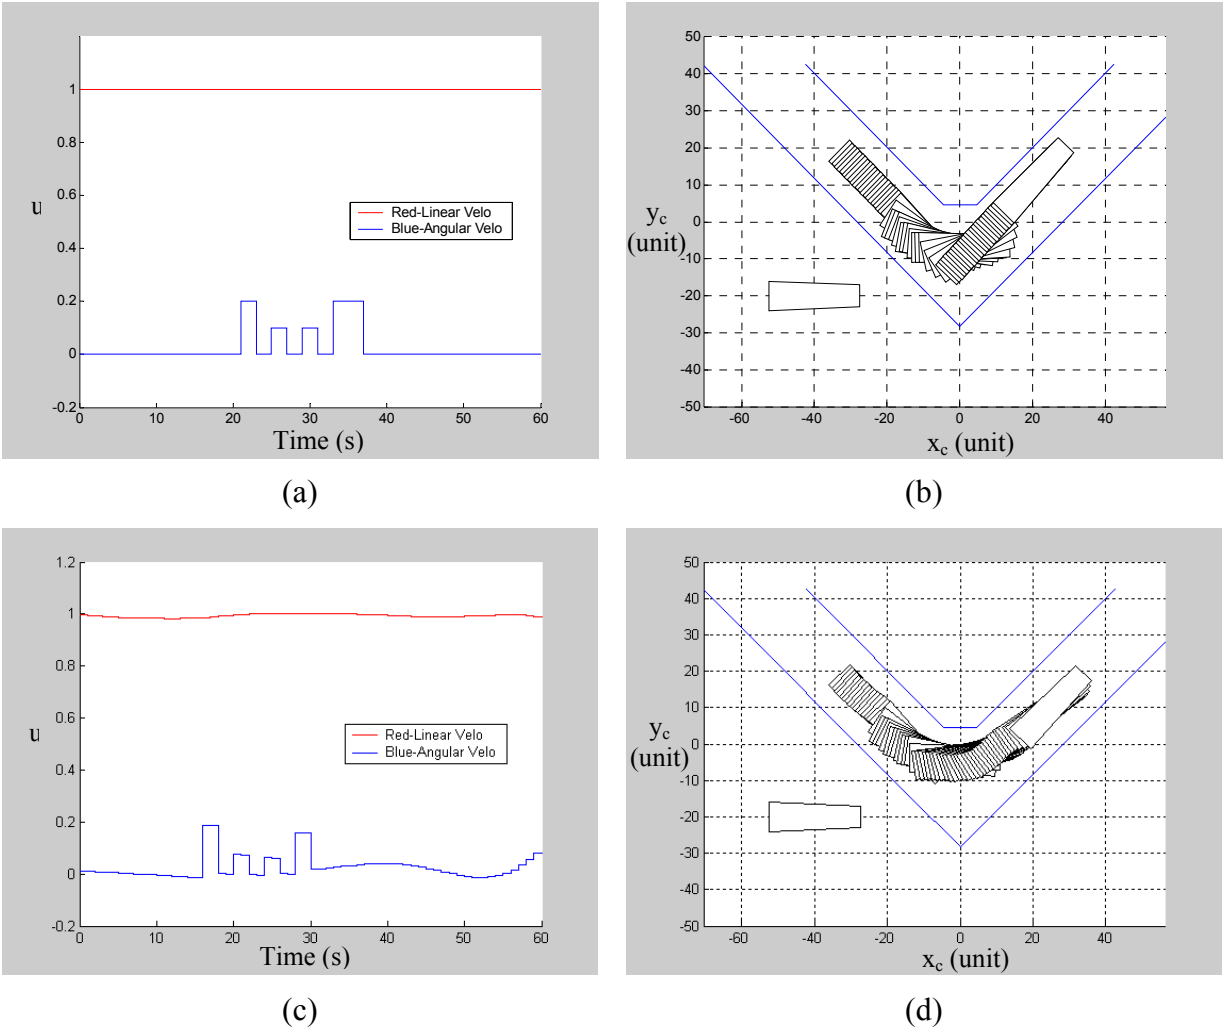 1
0.8
0.6
0.4
0.2
0
-0.2
0 10 20 30 40 50 60
u
Red-Linear Velo
Blue-Angular Velo
Time (s)
(a)
50
40
30
20
10
0
-10
-20
-30
-40
-50
-60 -40 -20 0 20 40
yc
(unit)
xc (unit)
(b)
1.2
1
0.8
0.6
0.4
0.2
0
-0.2
0 10 20 30 40 50 60
u
Red-Linear Velo
Blue-Angular Velo
Time (s)
(c)
50
40
30
20
10
0
-10
-20
-30
-40
-50
-60 -40 -20 0 20 40
yc
(unit)
xc (unit)
(d)